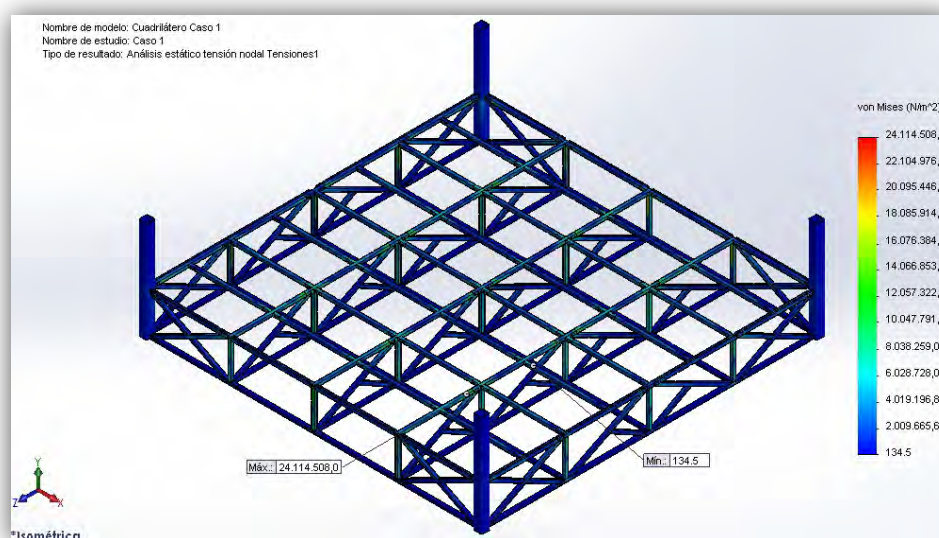 Nombre de modelo: Cuadrilátero Caso 1
Nombre de estudio: Caso 1
Tipo de resultado: Análisis estático tensión nodal Tensiones1
von Mises (N/m^2)
24.114.508,
22.104.976,
20.095.446,
18.085.914,
16.076.384,
14.066.853,
12.057.322,
10.047.791,
8.038.259,0
6.028.728,0
4.019.196,8
2.009.665,6
134.5
Máx.: 24.114.508,0
Mín.: 134.5
Y
Z
X
*Isométrica